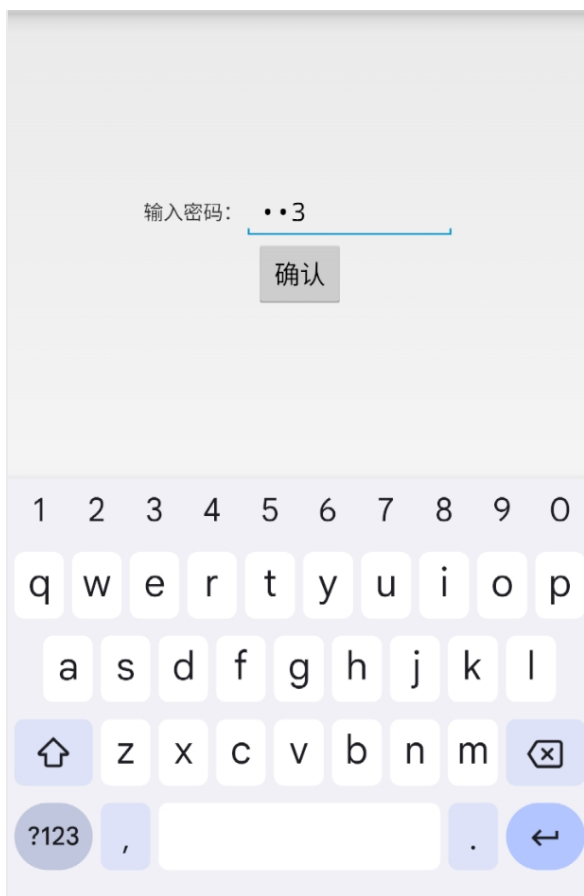 输入密码： ••3
确认
1 2 3 4 5 6 7 8 9 0
q w e r t y u i o p
a s d f g h j k l
z x c v b n m
?123 , .